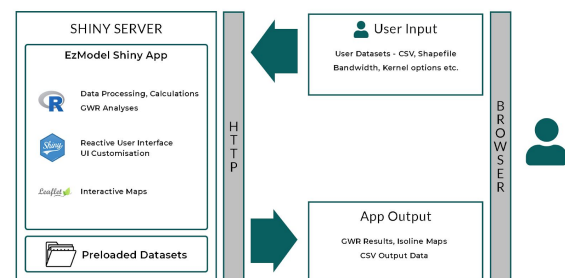 SHINY SERVER
EzModel Shiny App
R
Data Processing, Calculations
GWR Analyses
Shiny
Reactive User Interface
UI Customisation
Leaflet
Interactive Maps
Preloaded Datasets
HTTP
User Input
User Datasets - CSV, Shapefile
Bandwidth, Kernel options etc.
App Output
GWR Results, Isoline Maps
CSV Output Data
BROWSER